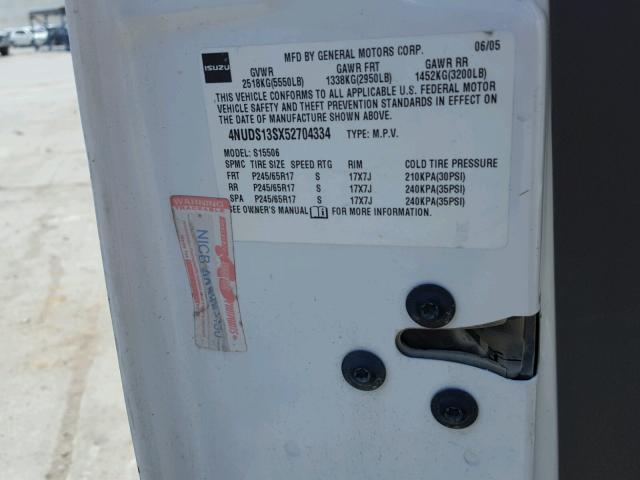 ISUZU
MFD BY GENERAL MOTORS CORP. 06/05
GVWR GAWR FRT GAWR RR
2518KG(5550LB) 1338KG(2950LB) 1452KG(3200LB)
THIS VEHICLE CONFORMS TO ALL APPLICABLE U.S. FEDERAL MOTOR
VEHICLE SAFETY AND THEFT PREVENTION STANDARDS IN EFFECT ON
THE DATE OF MANUFACTURE SHOWN ABOVE.
4NUDS13SX52704334 TYPE: M.P.V.
MODEL: S15506
SPMC TIRE SIZE SPEED RTG RIM COLD TIRE PRESSURE
FRT P245/65R17 S 17X7J 210KPA(30PSI)
RR P245/65R17 S 17X7J 240KPA(35PSI)
SPA P245/65R17 S 17X7J 240KPA(35PSI)
SEE OWNER'S MANUAL FOR MORE INFORMATION.
WARNING
NICB